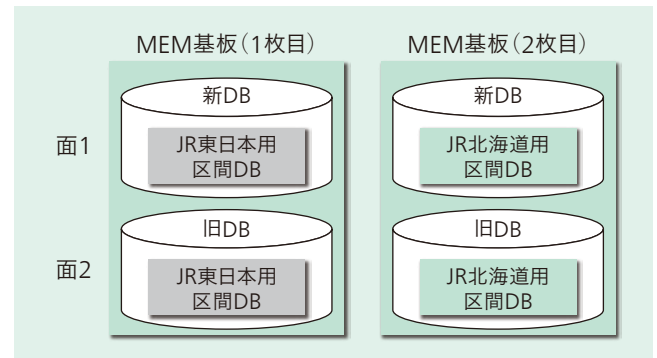 MEM基板（1枚目）
MEM基板（2枚目）
面1
新DB
JR東日本用
区間DB
新DB
JR北海道用
区間DB
面2
旧DB
JR東日本用
区間DB
旧DB
JR北海道用
区間DB